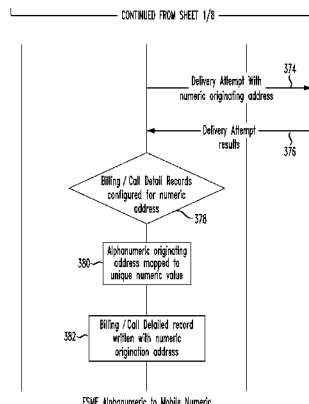 CONTINUED FROM SHEET 1/8
374
Delivery Attempt With
numeric originating address
Delivery Attempt
results
376
Billing / Call Detail Records
configured for numeric
address
378
380
Alphanumeric originating
address mapped to
unique numeric value
382
Billing / Call Detailed record
written with numeric
origination address
ESME Alphanumeric to Mobile Numeric